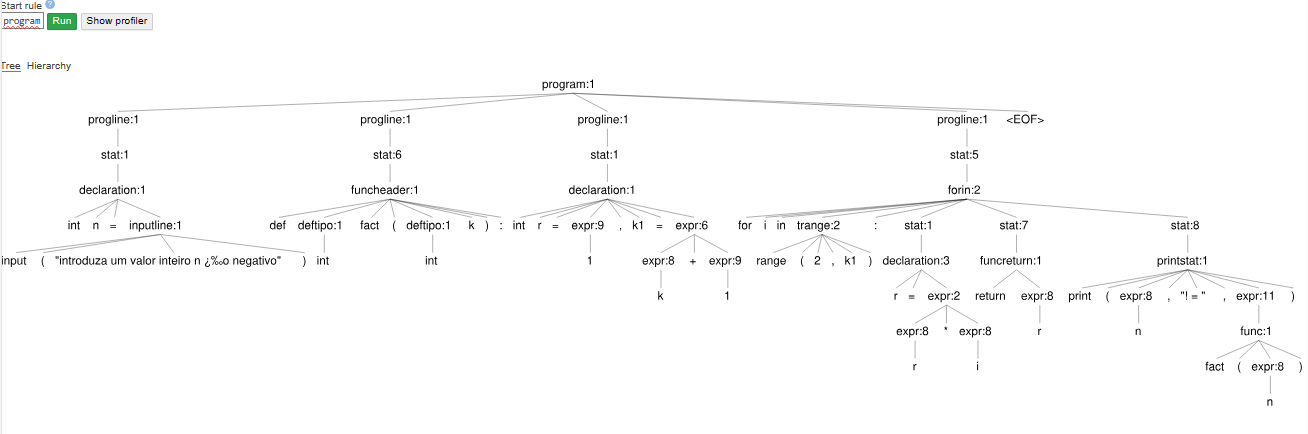 Start rule ?
program Run Show profiler
Tree Hierarchy
program:1
progline:1 progline:1 progline:1 progline:1 <EOF>
stat:1 stat:6 stat:1 stat:5
declaration:1 funcheader:1 declaration:1 forin:2
int n = inputline:1 def deftipo:1 fact ( deftipo:1 k ) : int r = expr:9 , k1 = expr:6 for i in trange:2 : stat:1 stat:7 stat:8
input ( "introduza um valor inteiro n ¿‰o negativo" ) int int 1 expr:8 + expr:9 range ( 2 , k1 ) declaration:3 funcreturn:1 printstat:1
k 1 r = expr:2 return expr:8 print ( expr:8 , "! = " , expr:11 )
expr:8 * expr:8 r n func:1
r i fact ( expr:8 )
n